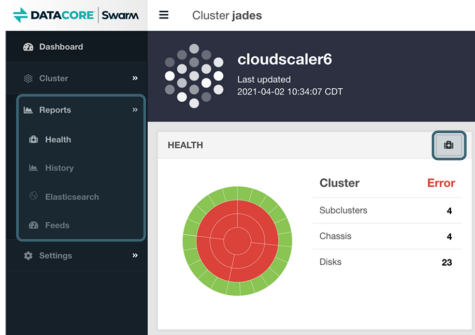 DATACORE Swarm
Cluster jades
Dashboard
Cluster
Reports
Health
History
Elasticsearch
Feeds
Settings
cloudscaler6
Last updated
2021-04-02 10:34:07 CDT
HEALTH
Cluster Error
Subclusters 4
Chassis 4
Disks 23